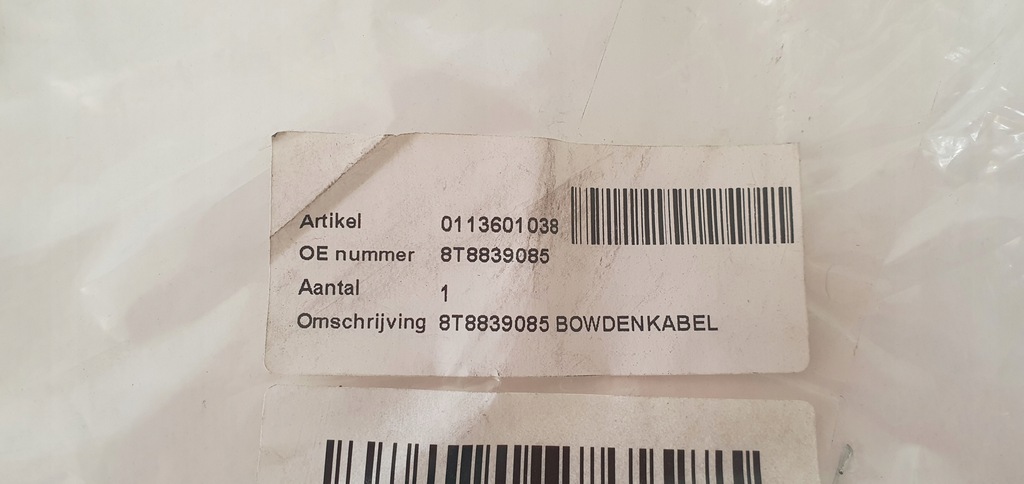 Artikel 0113601038
OE nummer 8T8839085
Aantal 1
Omschrijving 8T8839085 BOWDENKABEL